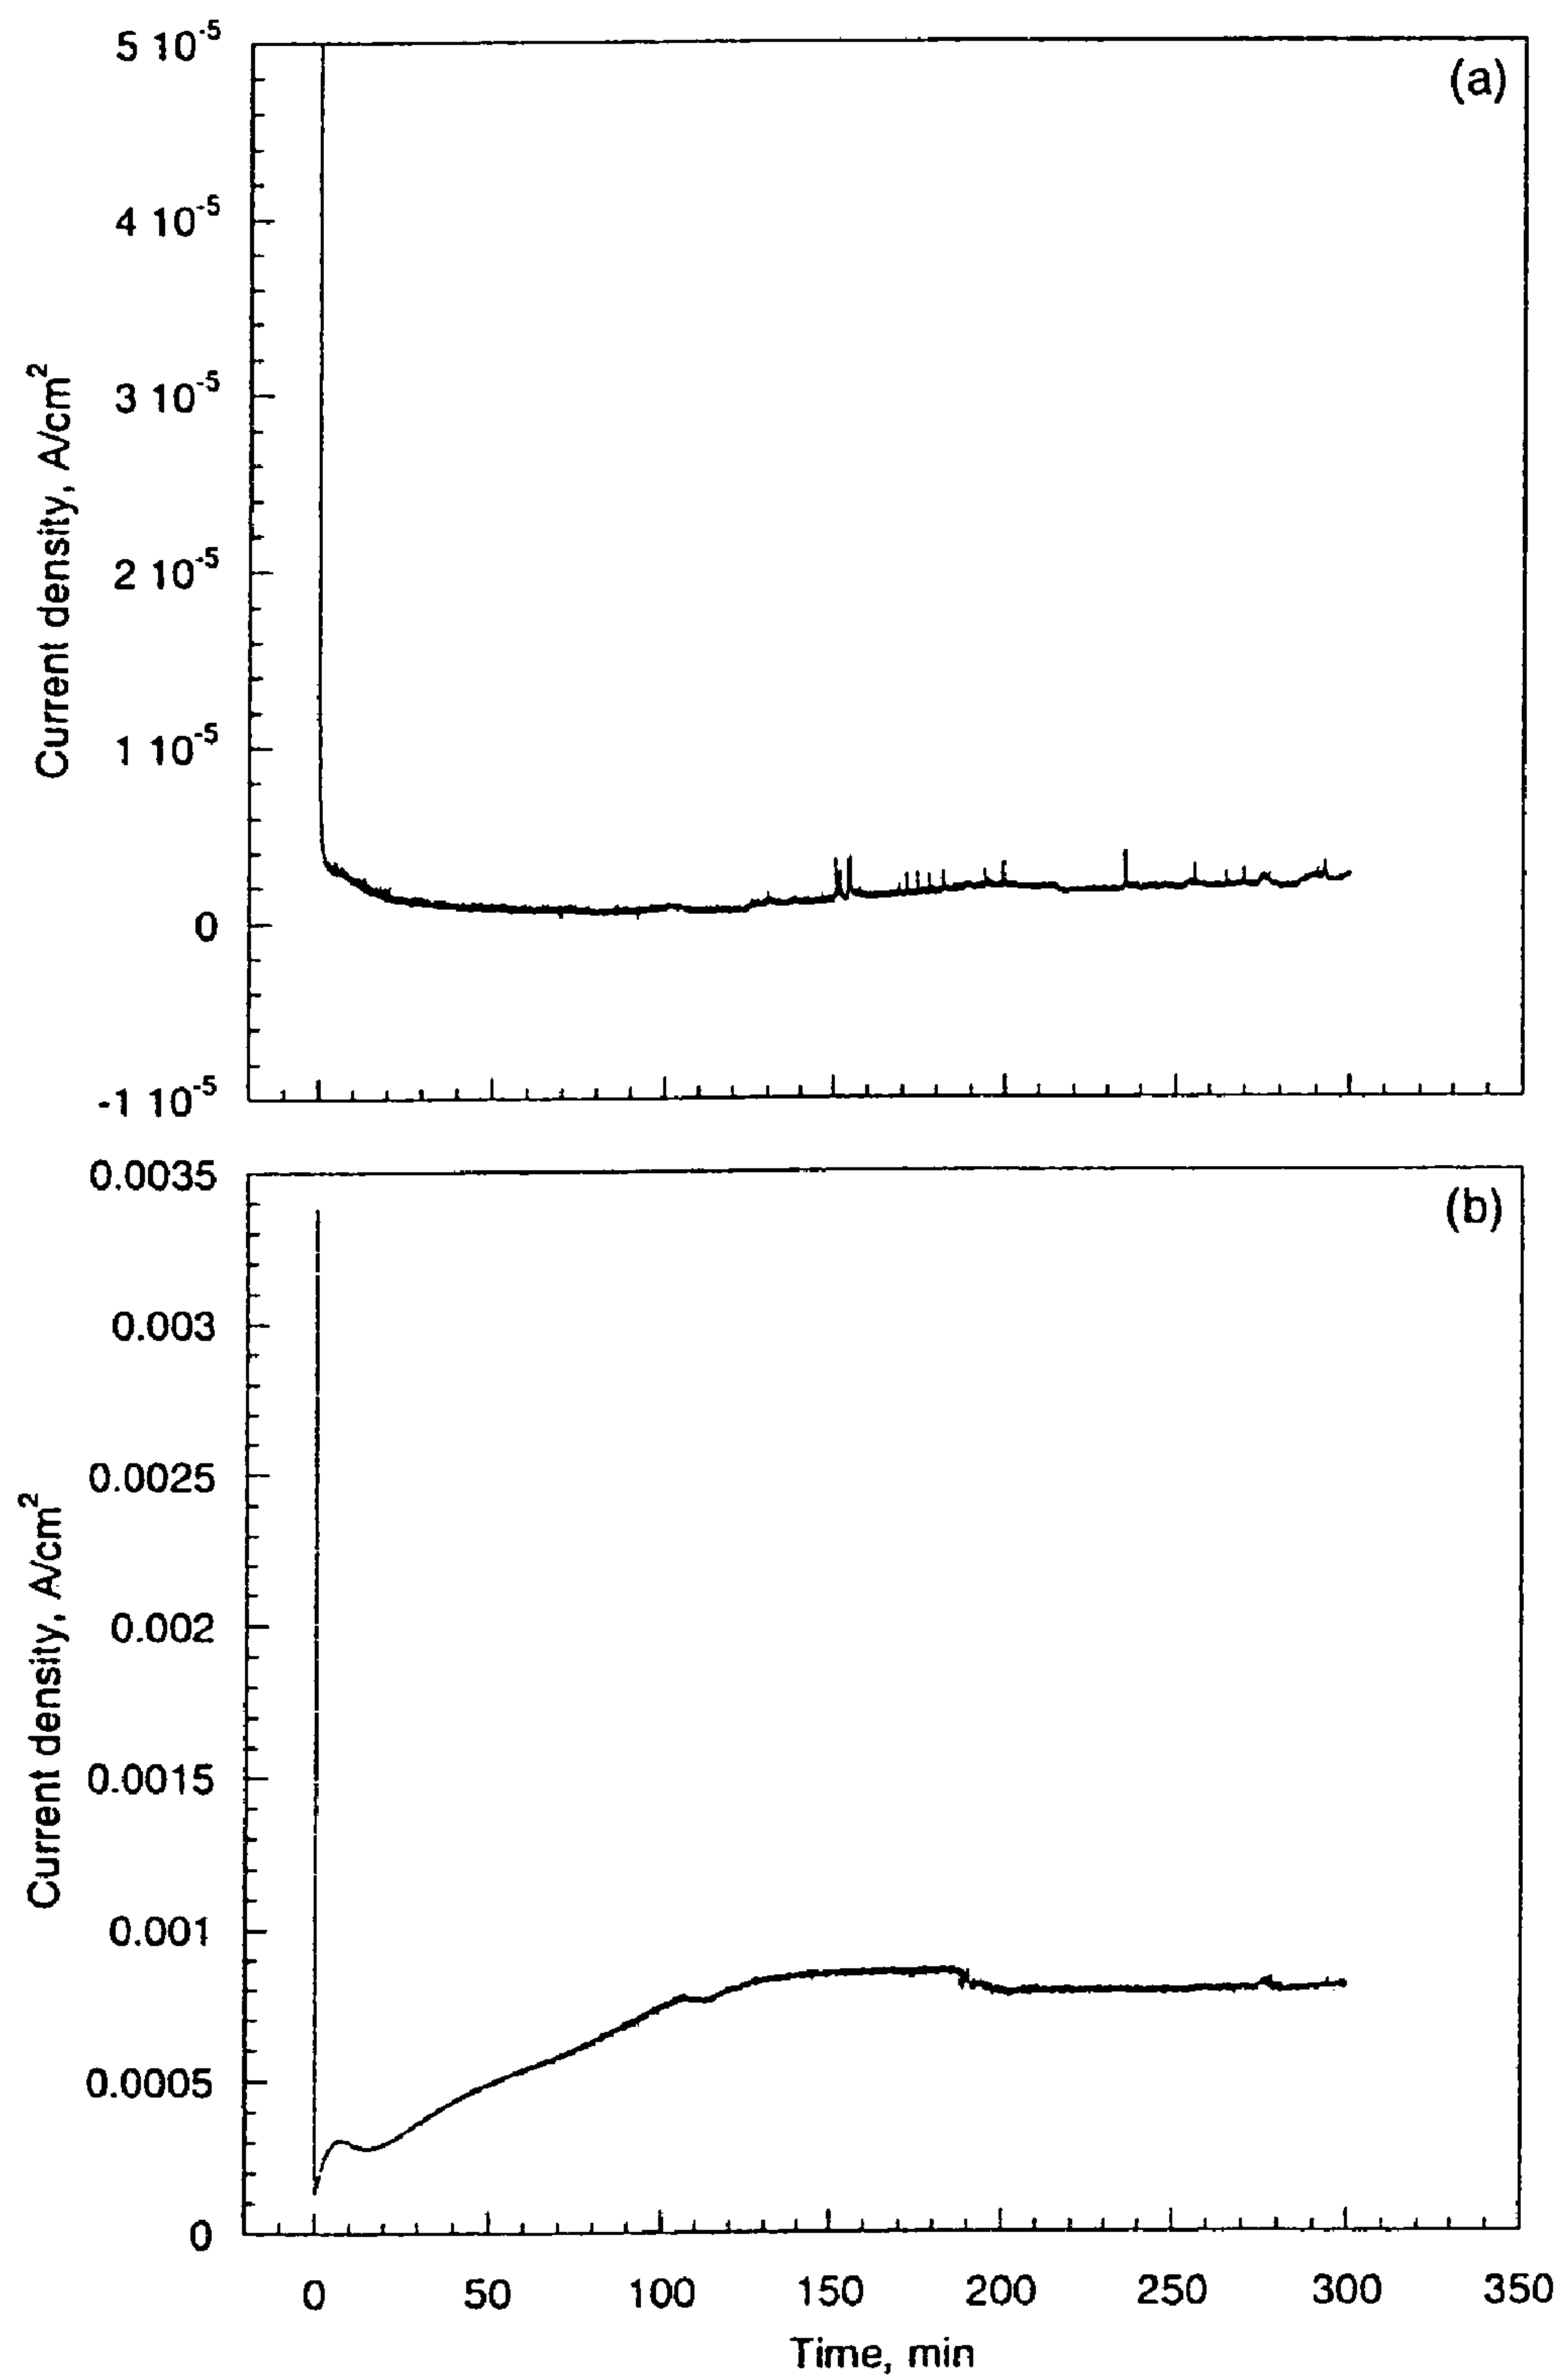 (a)
5 10^-5
4 10^-5
3 10^-5
2 10^-5
1 10^-5
0
-1 10^-5
Current density, A/cm²
(b)
0.0035
0.003
0.0025
0.002
0.0015
0.001
0.0005
0
Current density, A/cm²
0 50 100 150 200 250 300 350
Time, min